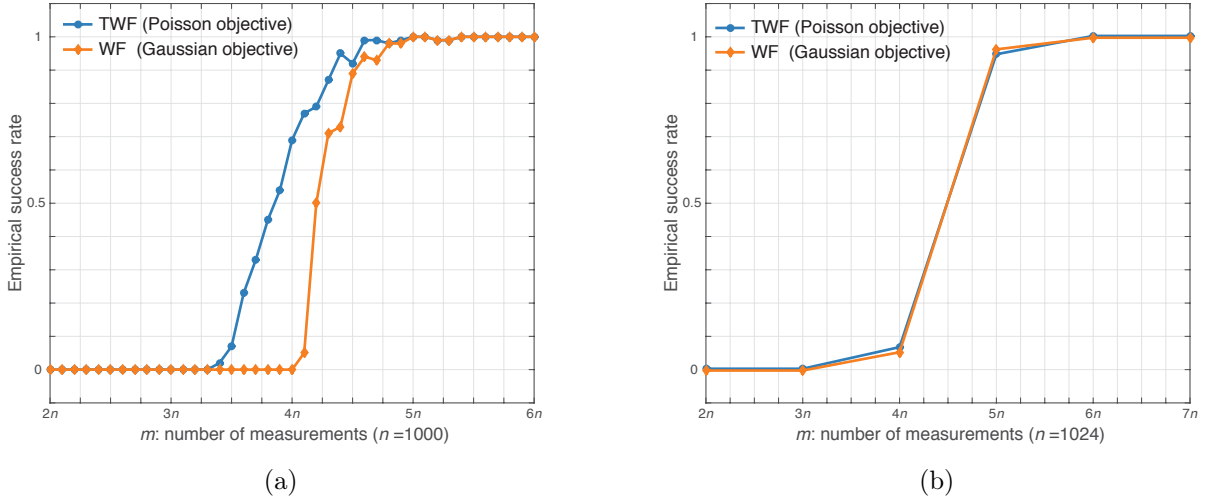 TWF (Poisson objective)
WF (Gaussian objective)
1
0.5
0
Empirical success rate
2n 3n 4n 5n 6n
m: number of measurements (n =1000)
(a)
TWF (Poisson objective)
WF (Gaussian objective)
1
0.5
0
Empirical success rate
2n 3n 4n 5n 6n 7n
m: number of measurements (n =1024)
(b)